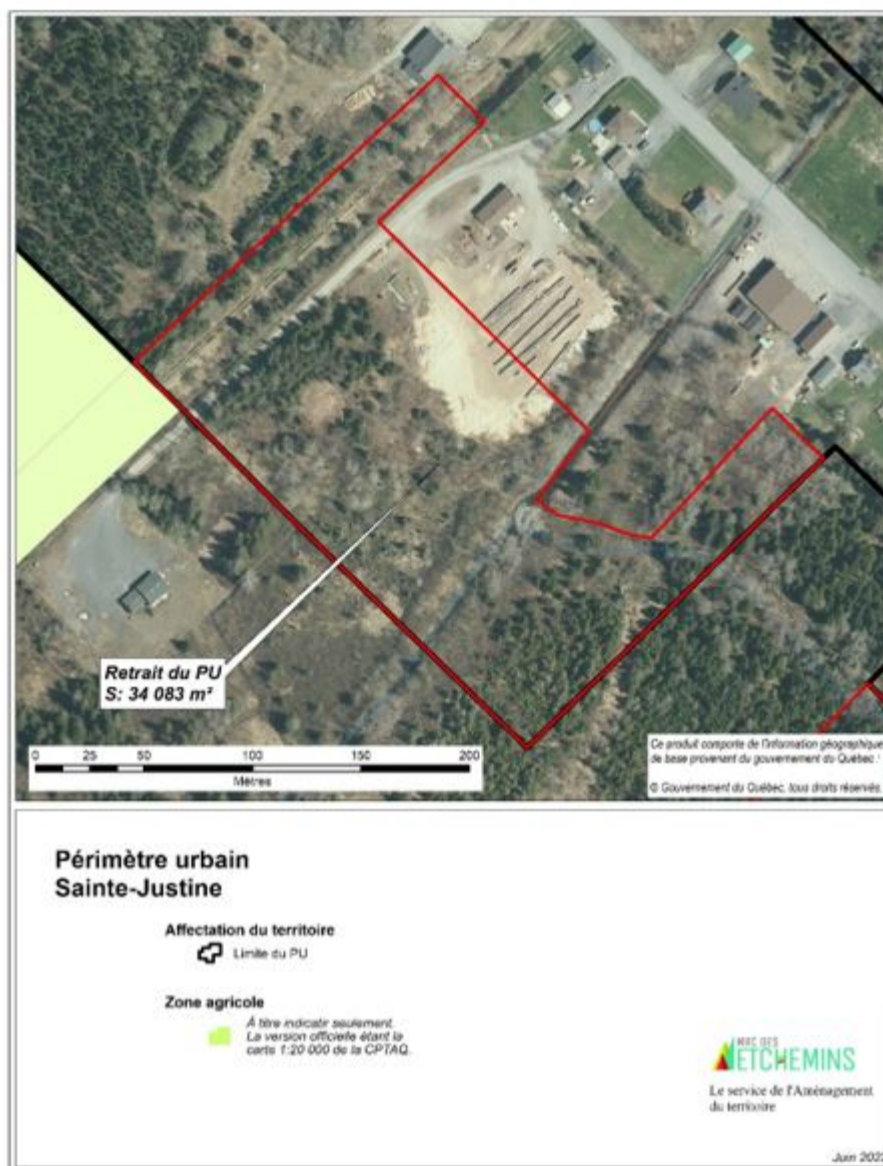 Retrait du PU
S: 34 083 m²
0 25 50 100 150 200
Mètres
Ce produit comporte de l'information géographique
de base provenant du gouvernement du Québec.
© Gouvernement du Québec, tous droits réservés.
Périmètre urbain
Sainte-Justine
Affectation du territoire
Limite du PU
Zone agricole
À titre indicatif seulement.
La version officielle étant la
carte 1:20 000 de la CPTAQ.
MRC DES
ETCHEMINS
Le service de l'Aménagement
du territoire
Juin